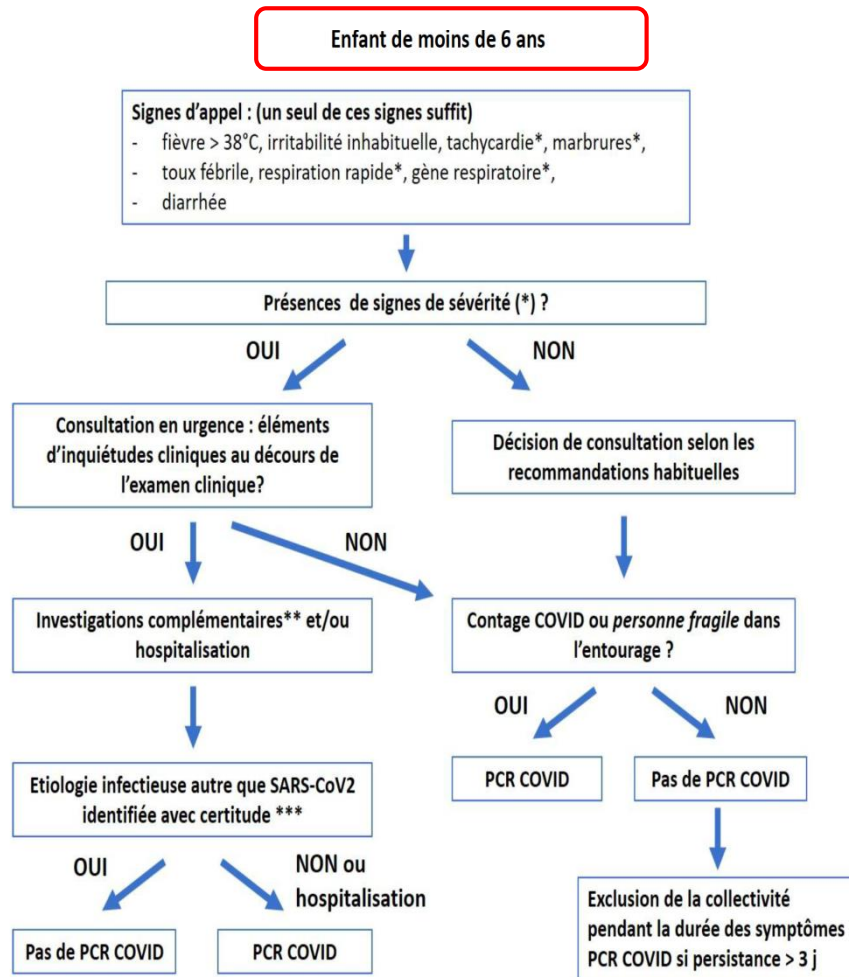 Enfant de moins de 6 ans
Signes d'appel : (un seul de ces signes suffit)
- fièvre > 38°C, irritabilité inhabituelle, tachycardie*, marbrures*,
- toux fébrile, respiration rapide*, gène respiratoire*,
- diarrhée
Présences de signes de sévérité (*) ?
OUI
NON
Consultation en urgence : éléments
d'inquiétudes cliniques au décours de
l'examen clinique?
Décision de consultation selon les
recommandations habituelles
OUI
NON
Investigations complémentaires** et/ou
hospitalisation
Contage COVID ou personne fragile dans
l'entourage ?
OUI
NON
PCR COVID
Pas de PCR COVID
Etiologie infectieuse autre que SARS-CoV2
identifiée avec certitude ***
OUI
NON ou
hospitalisation
Pas de PCR COVID
PCR COVID
Exclusion de la collectivité
pendant la durée des symptômes
PCR COVID si persistance > 3 j